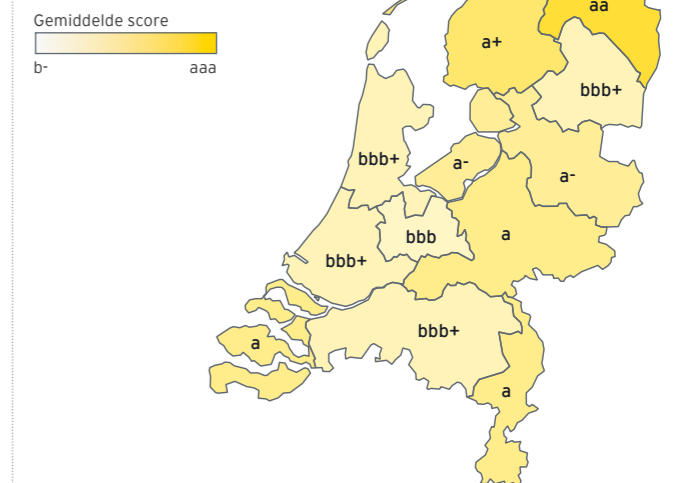 Gemiddelde score
b- aaa
aa
a+
bbb+
bbb+
a-
a-
bbb
a
bbb+
bbb+
a
a